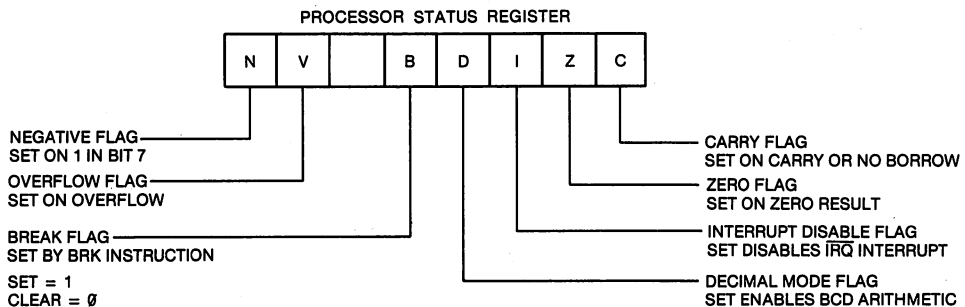 PROCESSOR STATUS REGISTER
N V B D I Z C
NEGATIVE FLAG
SET ON 1 IN BIT 7
OVERFLOW FLAG
SET ON OVERFLOW
BREAK FLAG
SET BY BRK INSTRUCTION
SET = 1
CLEAR = Ø
CARRY FLAG
SET ON CARRY OR NO BORROW
ZERO FLAG
SET ON ZERO RESULT
INTERRUPT DISABLE FLAG
SET DISABLES I̅R̅Q̅ INTERRUPT
DECIMAL MODE FLAG
SET ENABLES BCD ARITHMETIC